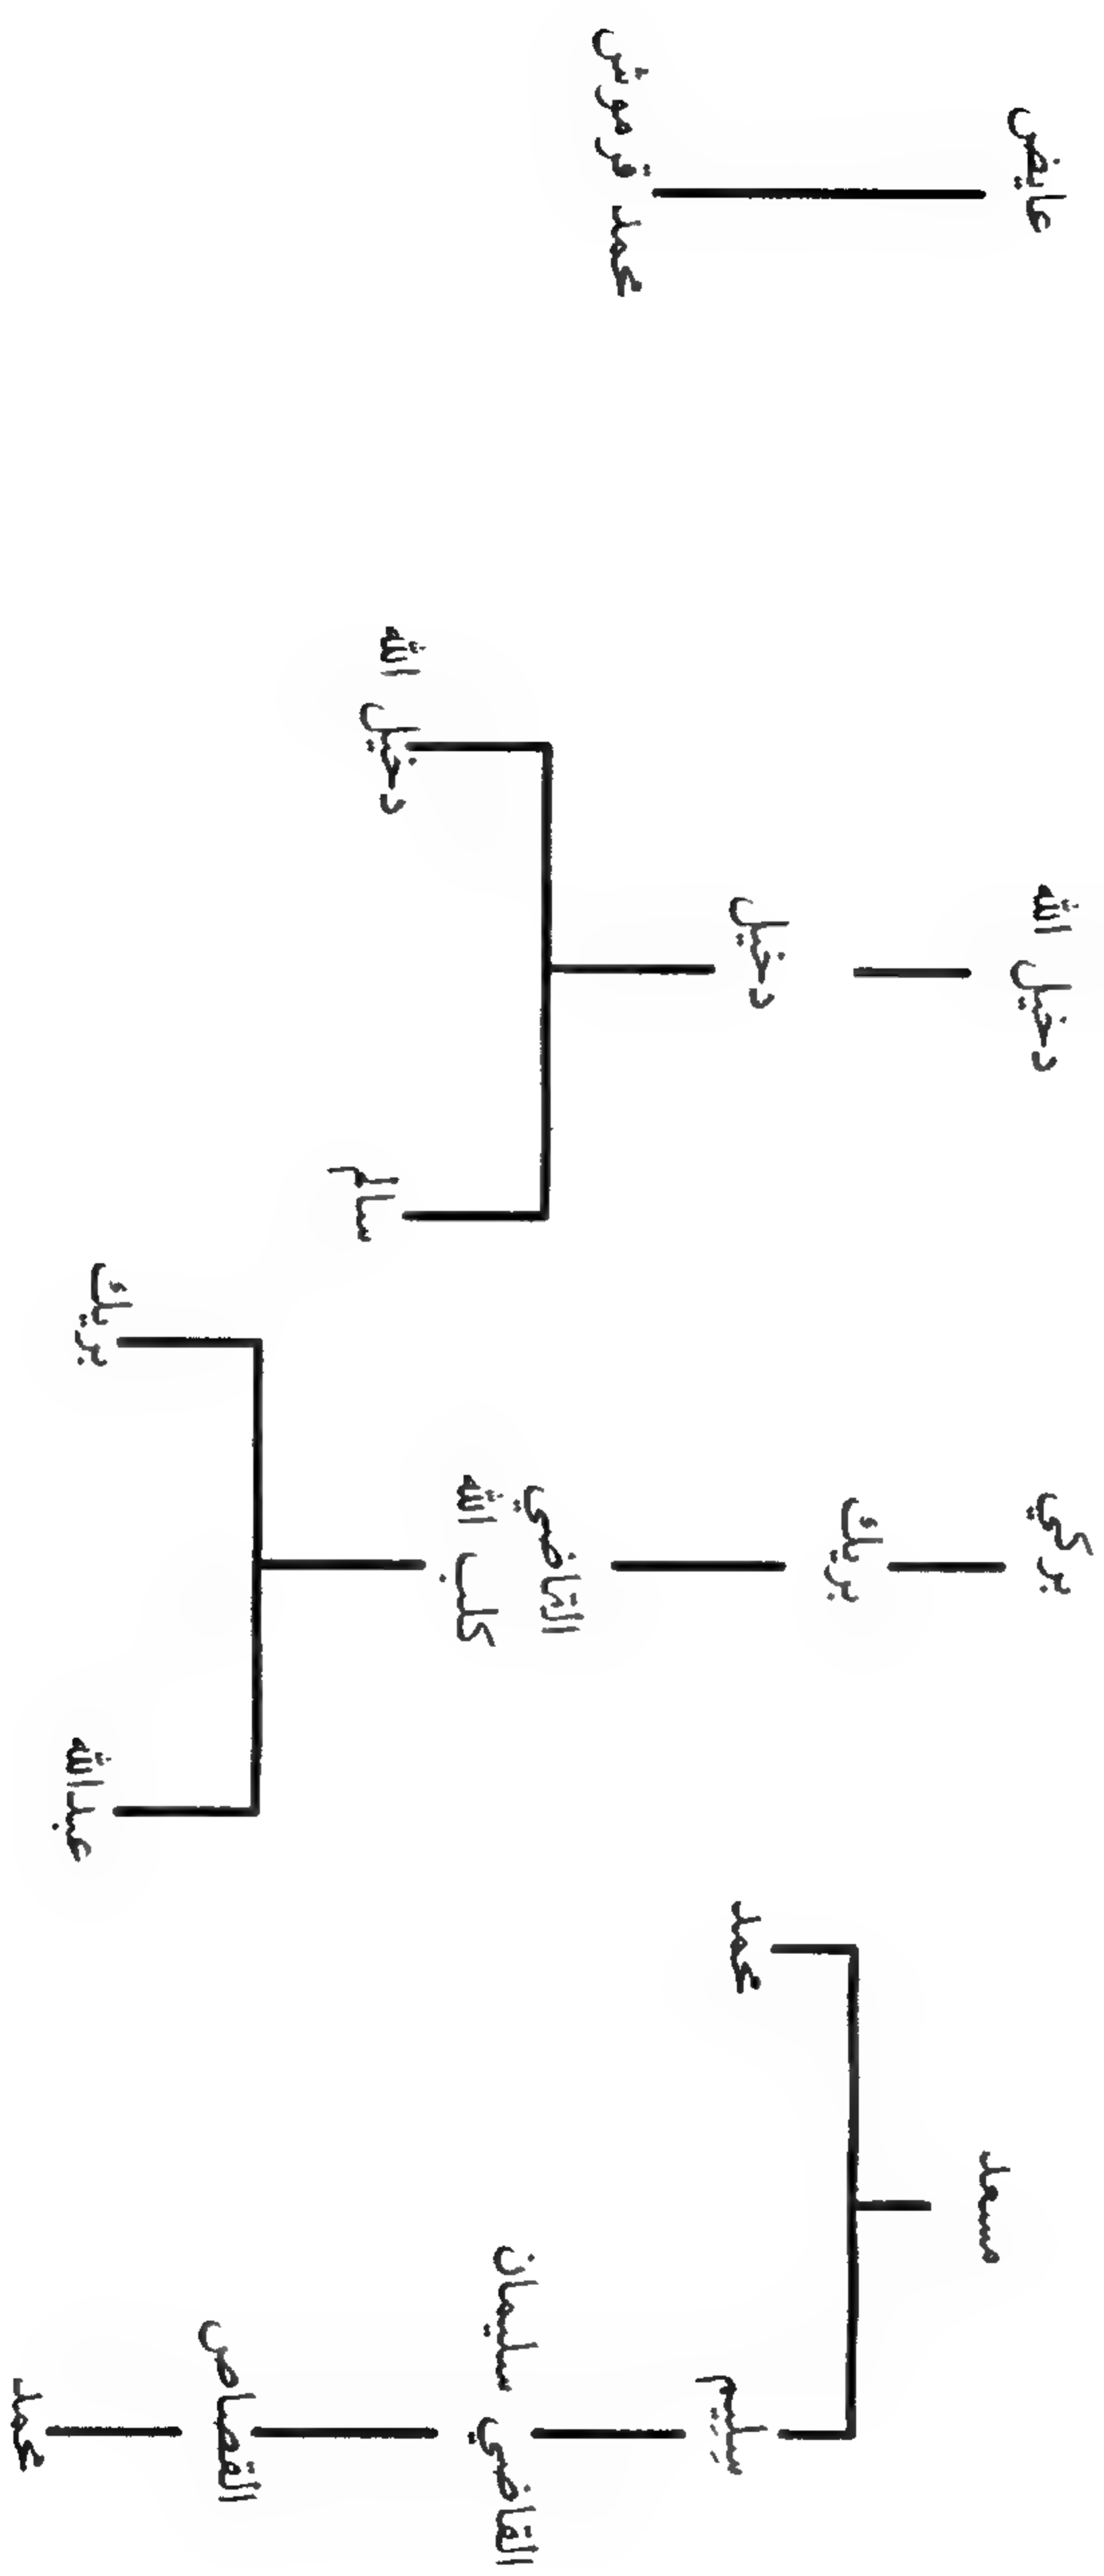 مسعد
بركي
دخيل الله
عايض
بريك
سليم
محمد
دخيل
محمد قرموش
القاضي سليمان
القاضي
كلب الله
سالم
دخيل الله
القصاص
عبدالله
بريك
محمد